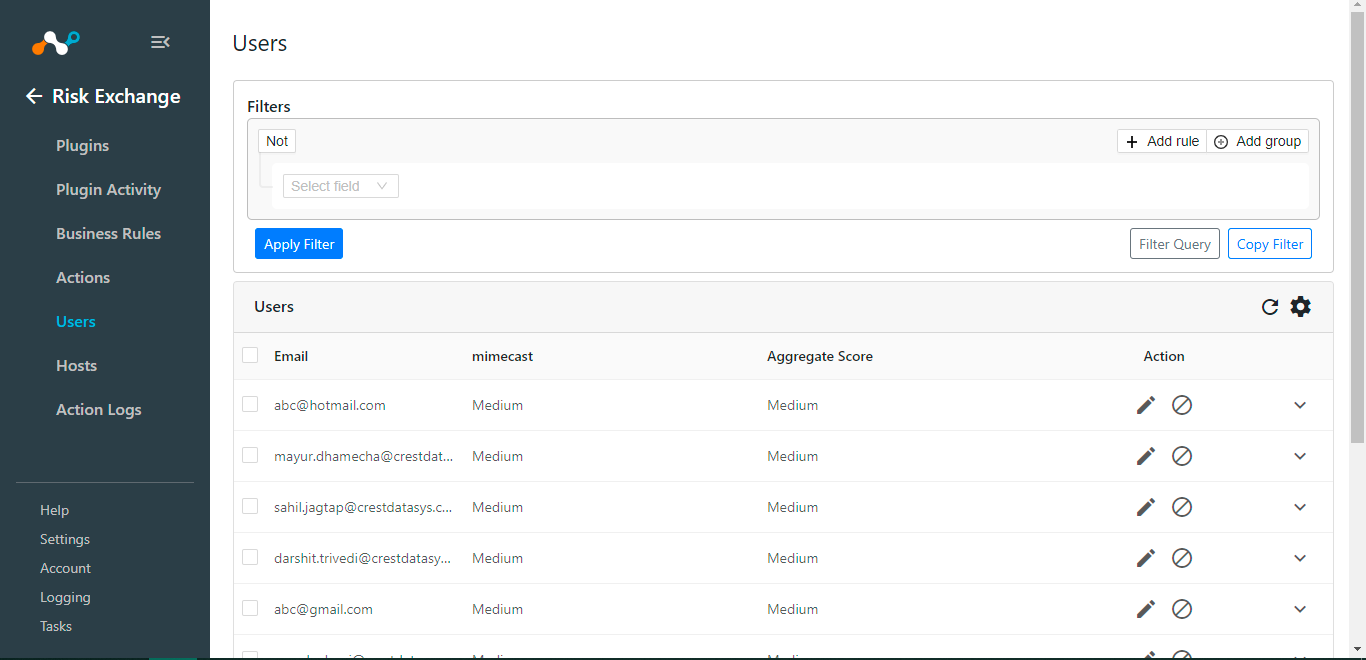 Risk Exchange
Plugins
Plugin Activity
Business Rules
Actions
Users
Hosts
Action Logs
Help
Settings
Account
Logging
Tasks
Users
Filters
Not
Add rule
Add group
Select field
Apply Filter
Filter Query
Copy Filter
Users
Email mimecast Aggregate Score Action
abc@hotmail.com Medium Medium
mayur.dhamecha@crestdat... Medium Medium
sahil.jagtap@crestdatasys.c... Medium Medium
darshit.trivedi@crestdatasy... Medium Medium
abc@gmail.com Medium Medium